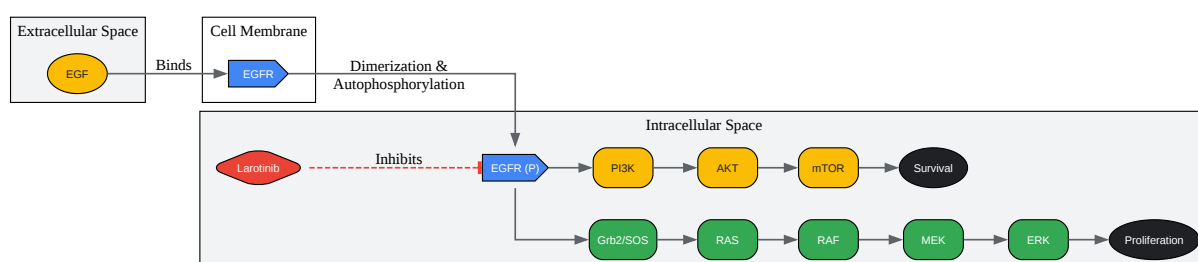 Extracellular Space
Cell Membrane
EGF
Binds
EGFR
Dimerization &
Autophosphorylation
Intracellular Space
Larotinib
Inhibits
EGFR (P)
PI3K
AKT
mTOR
Survival
Grb2/SOS
RAS
RAF
MEK
ERK
Proliferation